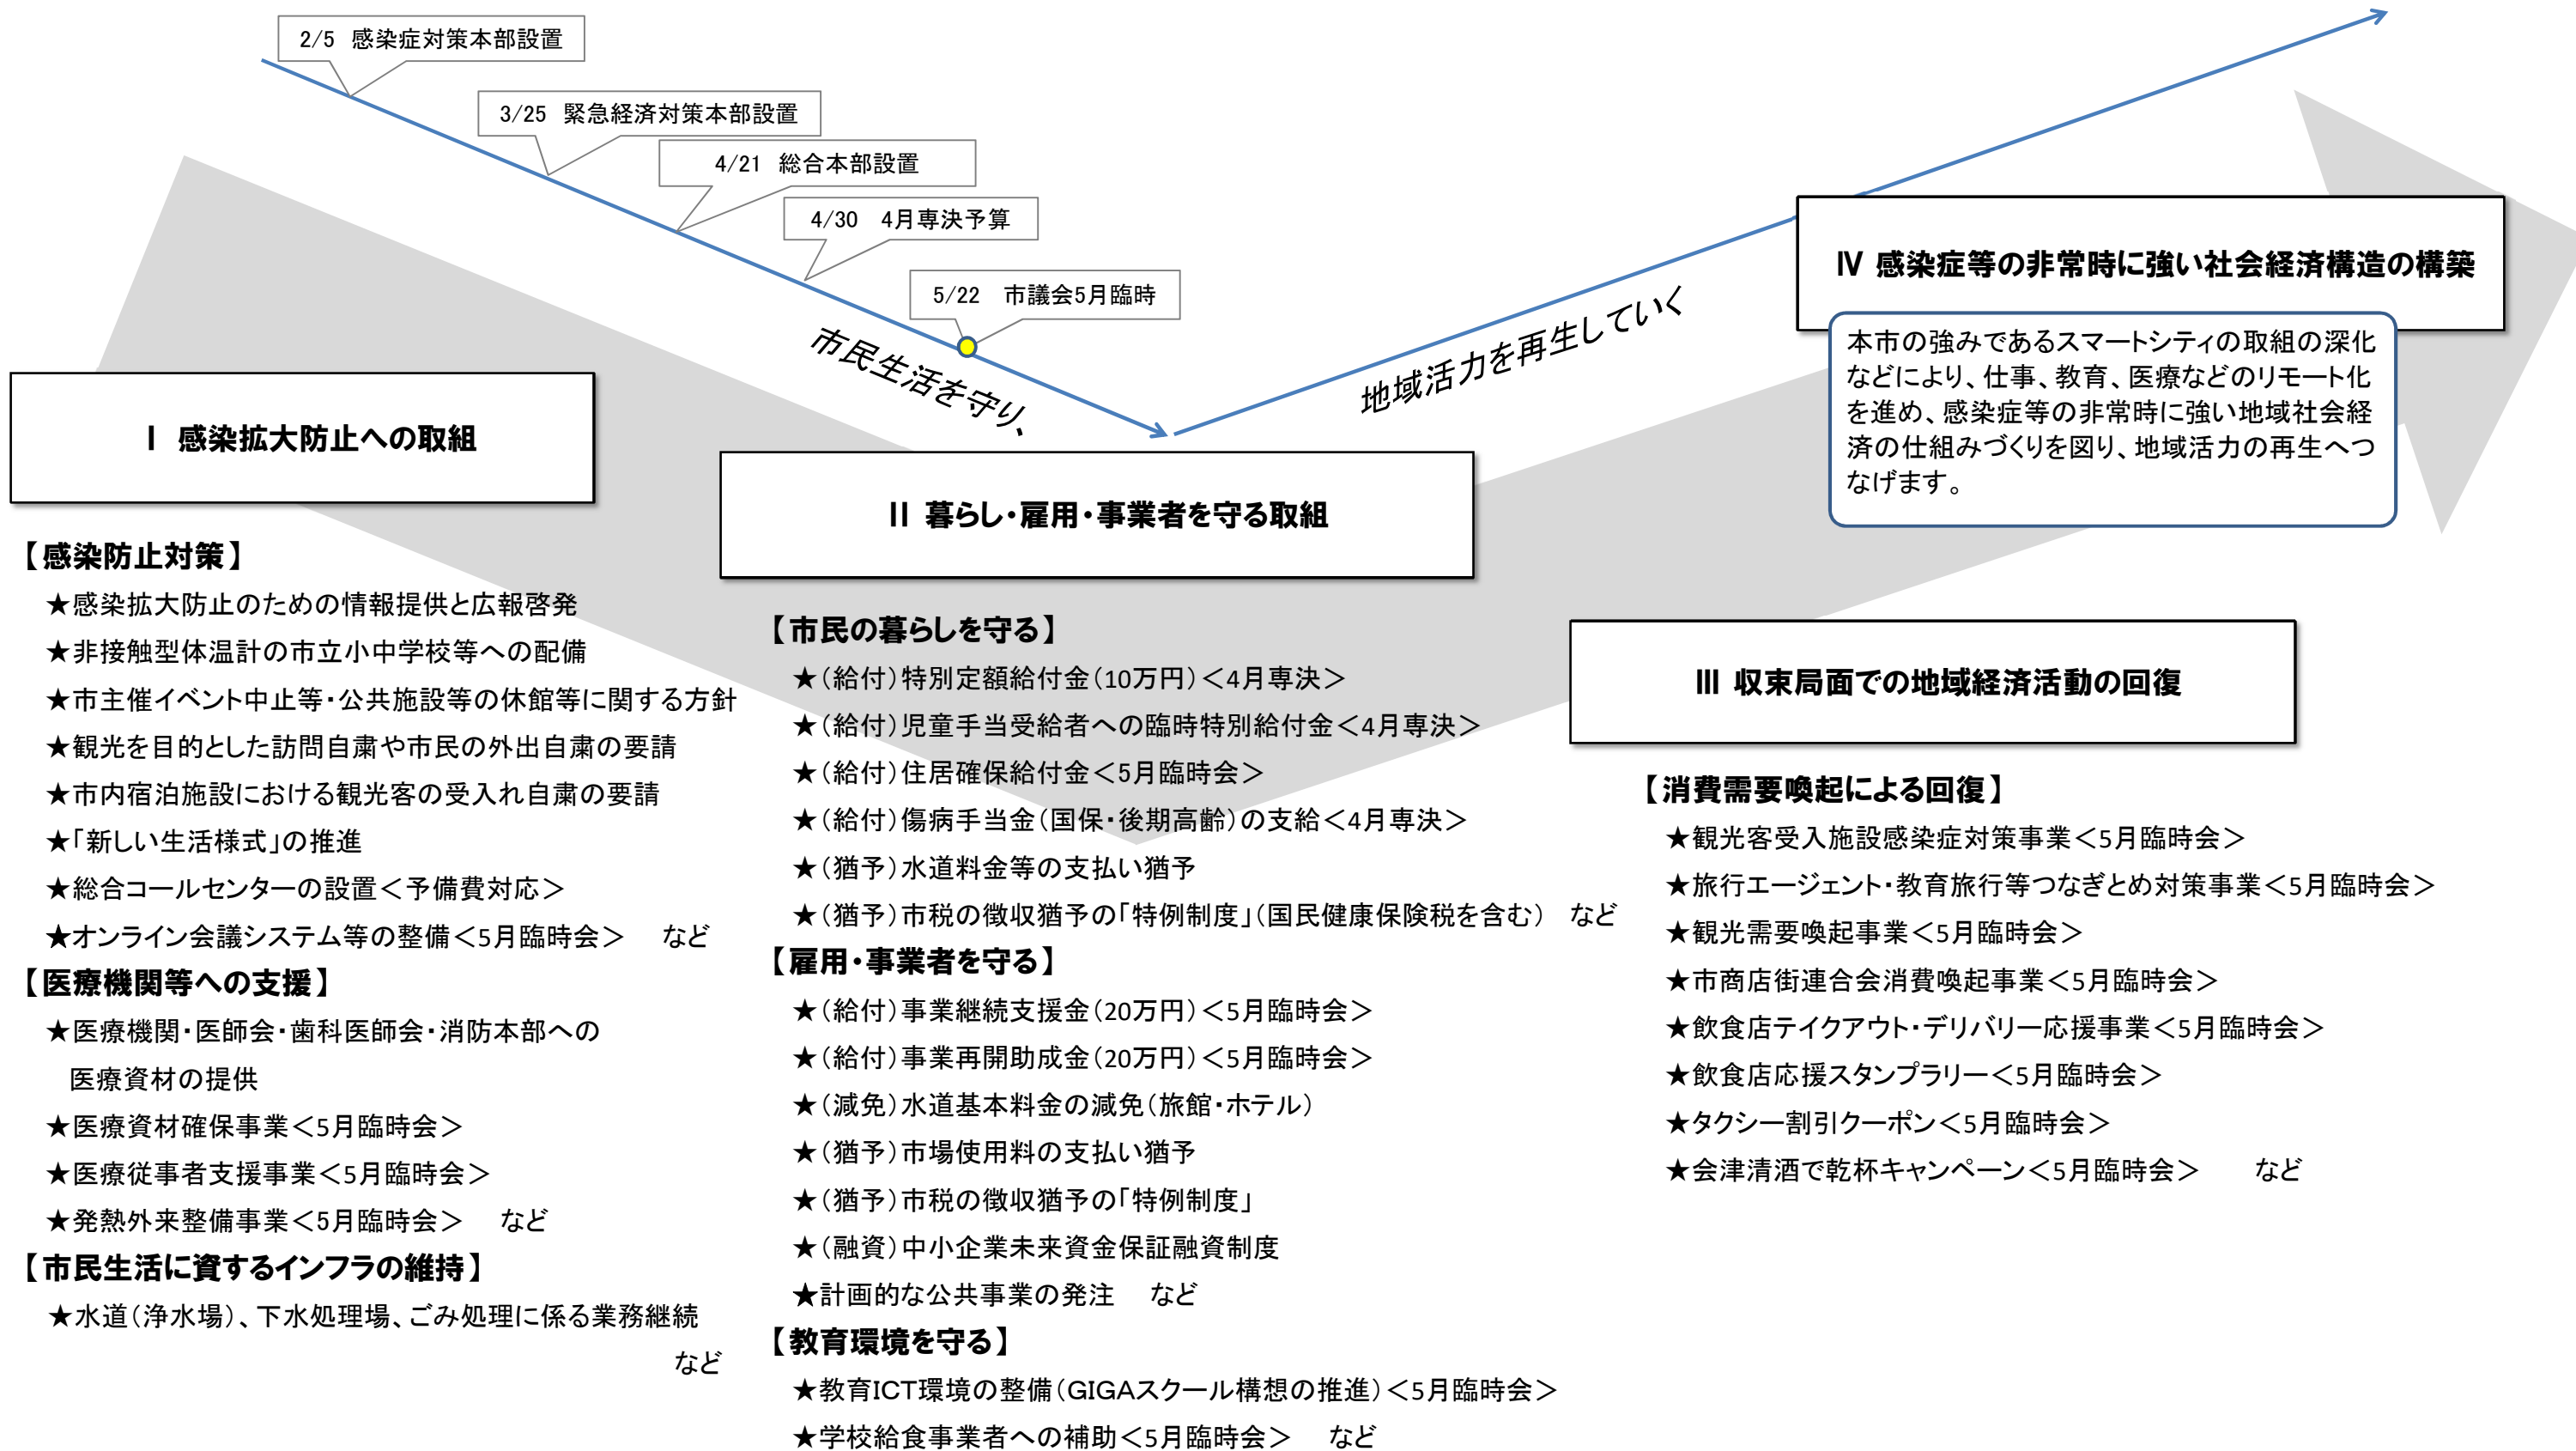 2/5 感染症対策本部設置
3/25 緊急経済対策本部設置
4/21 総合本部設置
4/30 4月専決予算
5/22 市議会5月臨時
市民生活を守り、
地域活力を再生していく
Ⅰ 感染拡大防止への取組
【感染防止対策】
★感染拡大防止のための情報提供と広報啓発
★非接触型体温計の市立小中学校等への配備
★市主催イベント中止等・公共施設等の休館等に関する方針
★観光を目的とした訪問自粛や市民の外出自粛の要請
★市内宿泊施設における観光客の受入れ自粛の要請
★「新しい生活様式」の推進
★総合コールセンターの設置＜予備費対応＞
★オンライン会議システム等の整備＜5月臨時会＞ など
【医療機関等への支援】
★医療機関・医師会・歯科医師会・消防本部への
医療資材の提供
★医療資材確保事業＜5月臨時会＞
★医療従事者支援事業＜5月臨時会＞
★発熱外来整備事業＜5月臨時会＞ など
【市民生活に資するインフラの維持】
★水道（浄水場）、下水処理場、ごみ処理に係る業務継続
など
Ⅱ 暮らし・雇用・事業者を守る取組
【市民の暮らしを守る】
★（給付）特別定額給付金（10万円）＜4月専決＞
★（給付）児童手当受給者への臨時特別給付金＜4月専決＞
★（給付）住居確保給付金＜5月臨時会＞
★（給付）傷病手当金（国保・後期高齢）の支給＜4月専決＞
★（猶予）水道料金等の支払い猶予
★（猶予）市税の徴収猶予の「特例制度」（国民健康保険税を含む） など
【雇用・事業者を守る】
★（給付）事業継続支援金（20万円）＜5月臨時会＞
★（給付）事業再開助成金（20万円）＜5月臨時会＞
★（減免）水道基本料金の減免（旅館・ホテル）
★（猶予）市場使用料の支払い猶予
★（猶予）市税の徴収猶予の「特例制度」
★（融資）中小企業未来資金保証融資制度
★計画的な公共事業の発注 など
【教育環境を守る】
★教育ICT環境の整備（GIGAスクール構想の推進）＜5月臨時会＞
★学校給食事業者への補助＜5月臨時会＞ など
Ⅲ 収束局面での地域経済活動の回復
【消費需要喚起による回復】
★観光客受入施設感染症対策事業＜5月臨時会＞
★旅行エージェント・教育旅行等つなぎとめ対策事業＜5月臨時会＞
★観光需要喚起事業＜5月臨時会＞
★市商店街連合会消費喚起事業＜5月臨時会＞
★飲食店テイクアウト・デリバリー応援事業＜5月臨時会＞
★飲食店応援スタンプラリー＜5月臨時会＞
★タクシー割引クーポン＜5月臨時会＞
★会津清酒で乾杯キャンペーン＜5月臨時会＞ など
Ⅳ 感染症等の非常時に強い社会経済構造の構築
本市の強みであるスマートシティの取組の深化
などにより、仕事、教育、医療などのリモート化
を進め、感染症等の非常時に強い地域社会経
済の仕組みづくりを図り、地域活力の再生へつ
なげます。